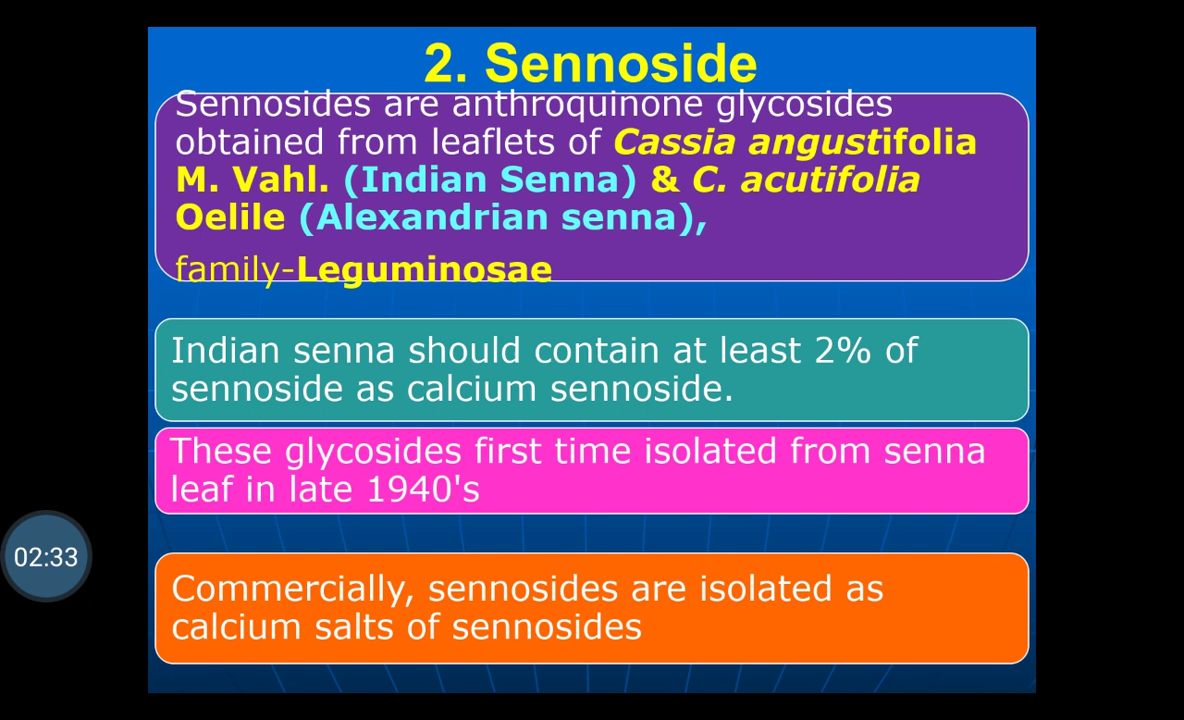 2. Sennoside
Sennosides are anthroquinone glycosides
obtained from leaflets of Cassia angustifolia
M. Vahl. (Indian Senna) & C. acutifolia
Oelile (Alexandrian senna),
family-Leguminosae
Indian senna should contain at least 2% of
sennoside as calcium sennoside.
These glycosides first time isolated from senna
leaf in late 1940's
02:33
Commercially, sennosides are isolated as
calcium salts of sennosides